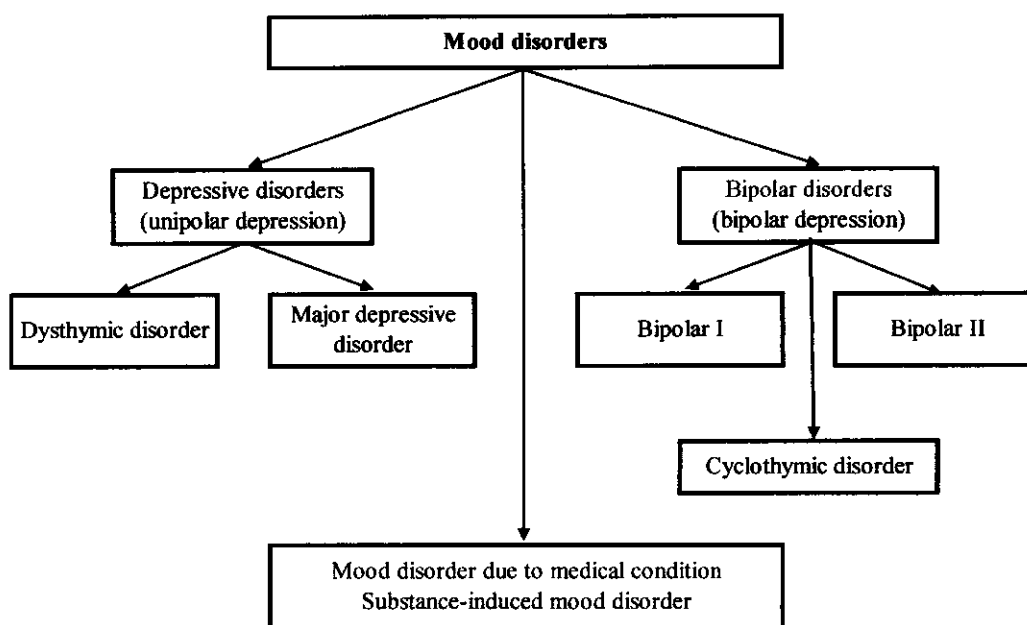 Mood disorders
Depressive disorders
(unipolar depression)
Bipolar disorders
(bipolar depression)
Dysthymic disorder
Major depressive
disorder
Bipolar I
Bipolar II
Cyclothymic disorder
Mood disorder due to medical condition
Substance-induced mood disorder